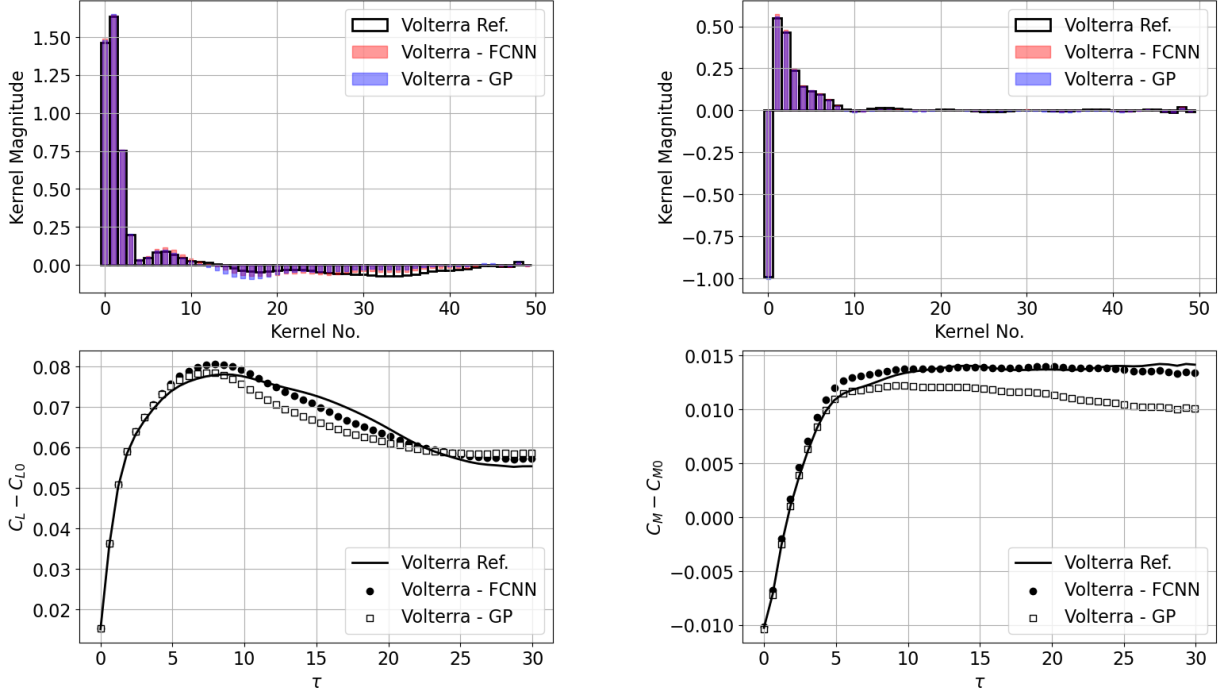 Kernel Magnitude
1.50
1.25
1.00
0.75
0.50
0.25
0.00
Volterra Ref.
Volterra - FCNN
Volterra - GP
0 10 20 30 40 50
Kernel No.
Kernel Magnitude
0.50
0.25
0.00
−0.25
−0.50
−0.75
−1.00
Volterra Ref.
Volterra - FCNN
Volterra - GP
0 10 20 30 40 50
Kernel No.
C_L − C_{L0}
0.08
0.07
0.06
0.05
0.04
0.03
0.02
Volterra Ref.
Volterra - FCNN
Volterra - GP
0 5 10 15 20 25 30
τ
C_M − C_{M0}
0.015
0.010
0.005
0.000
−0.005
−0.010
Volterra Ref.
Volterra - FCNN
Volterra - GP
0 5 10 15 20 25 30
τ